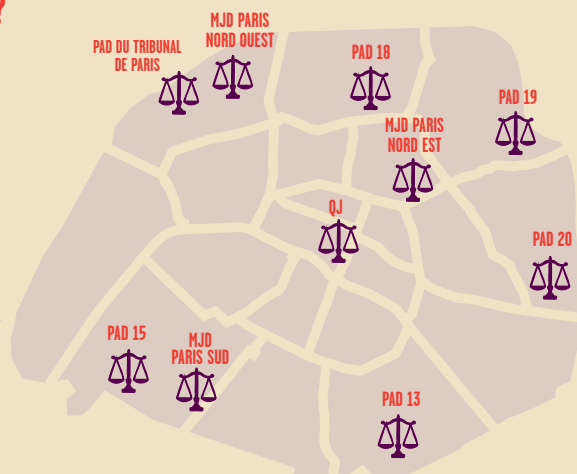 ?
MJD PARIS
NORD OUEST
PAD DU TRIBUNAL
DE PARIS
PAD 18
PAD 19
MJD PARIS
NORD EST
QJ
PAD 20
PAD 15
MJD
PARIS SUD
PAD 13